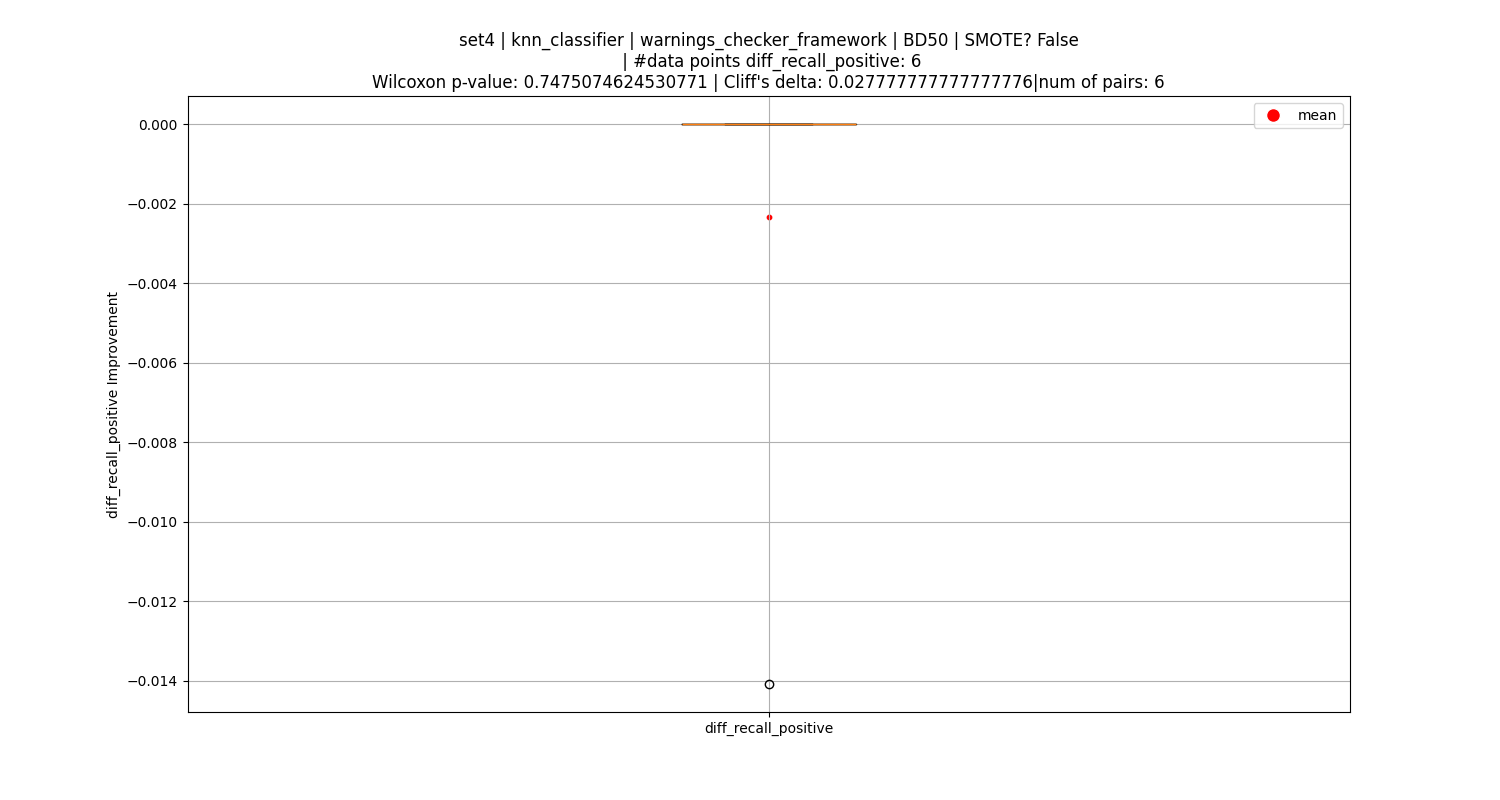 set4 | knn_classifier | warnings_checker_framework | BD50 | SMOTE? False
| #data points diff_recall_positive: 6
Wilcoxon p-value: 0.7475074624530771 | Cliff's delta: 0.027777777777777776|num of pairs: 6
mean
0.000
−0.002
−0.004
−0.006
−0.008
−0.010
−0.012
−0.014
diff_recall_positive Improvement
diff_recall_positive